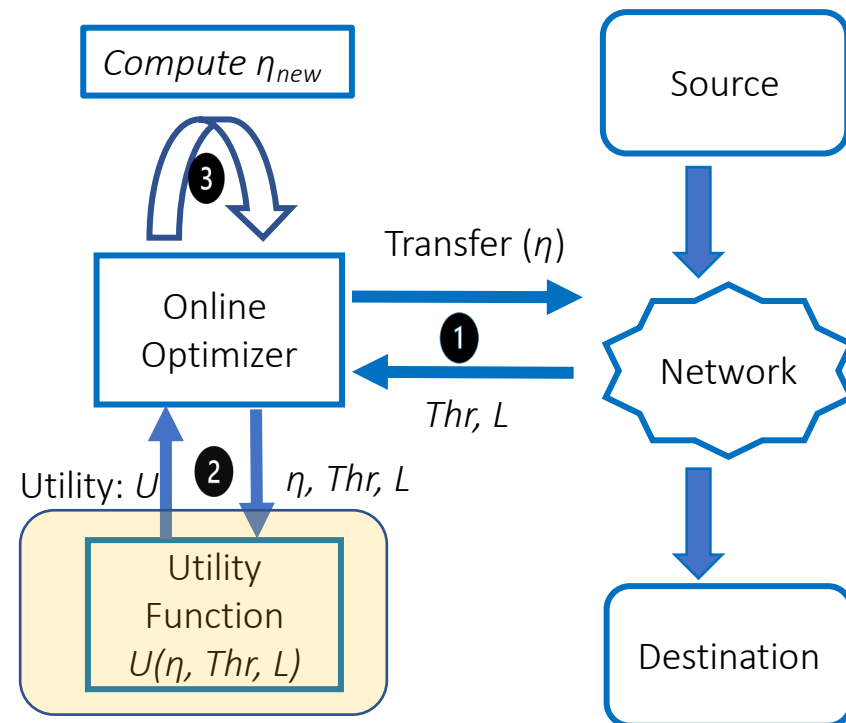 Compute ηnew
Source
3
Transfer (η)
Online
Optimizer
1
Network
Thr, L
2
Utility: U
η, Thr, L
Utility
Function
U(η, Thr, L)
Destination